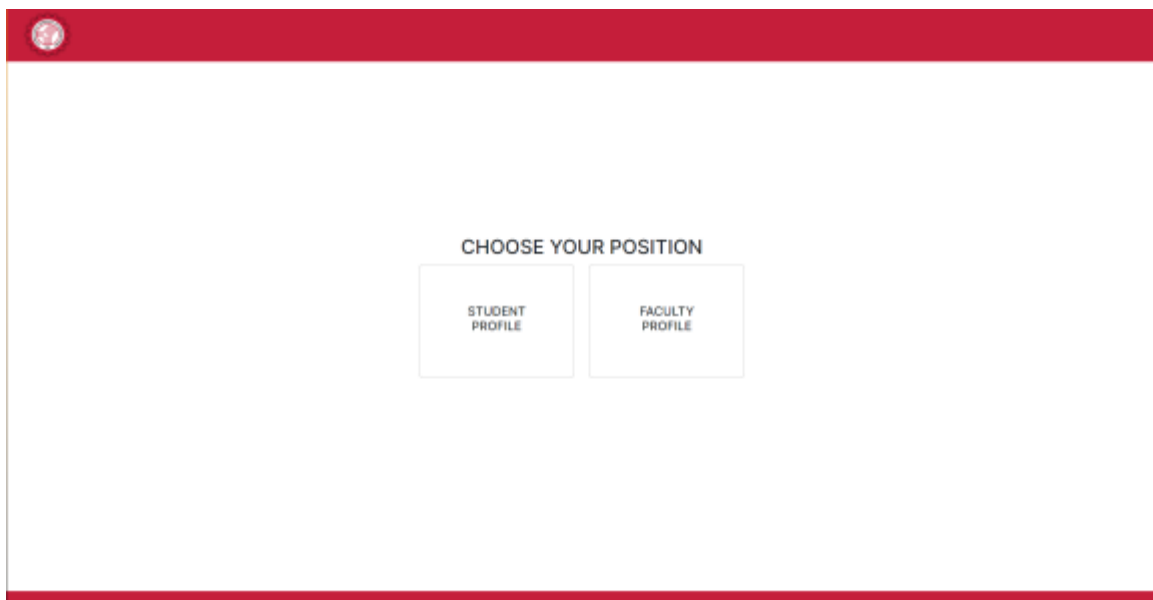 CHOOSE YOUR POSITION
STUDENT
PROFILE
FACULTY
PROFILE